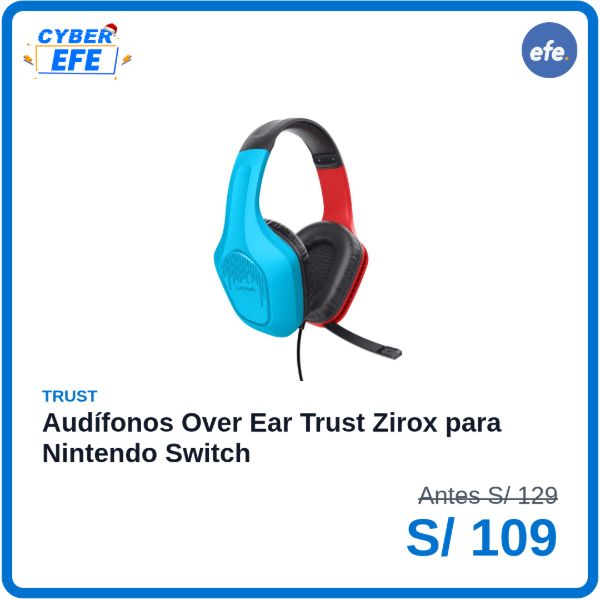 CYBER
EFE
efe.
TRUST
Audífonos Over Ear Trust Zirox para
Nintendo Switch
Antes S/ 129
S/ 109